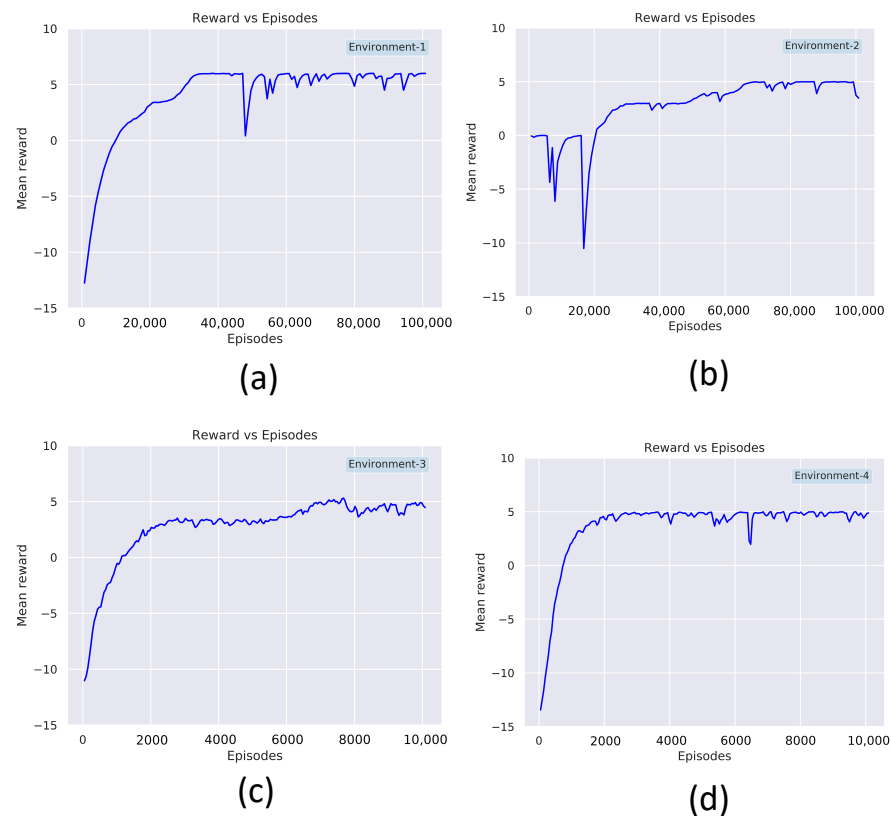 Reward vs Episodes
Environment-1
Mean reward
10
5
0
−5
−10
−15
0 20,000 40,000 60,000 80,000 100,000
Episodes
(a)
Reward vs Episodes
Environment-2
Mean reward
10
5
0
−5
−10
−15
0 20,000 40,000 60,000 80,000 100,000
Episodes
(b)
Reward vs Episodes
Environment-3
Mean reward
10
5
0
−5
−10
−15
0 2000 4000 6000 8000 10,000
Episodes
(c)
Reward vs Episodes
Environment-4
Mean reward
10
5
0
−5
−10
−15
0 2000 4000 6000 8000 10,000
Episodes
(d)